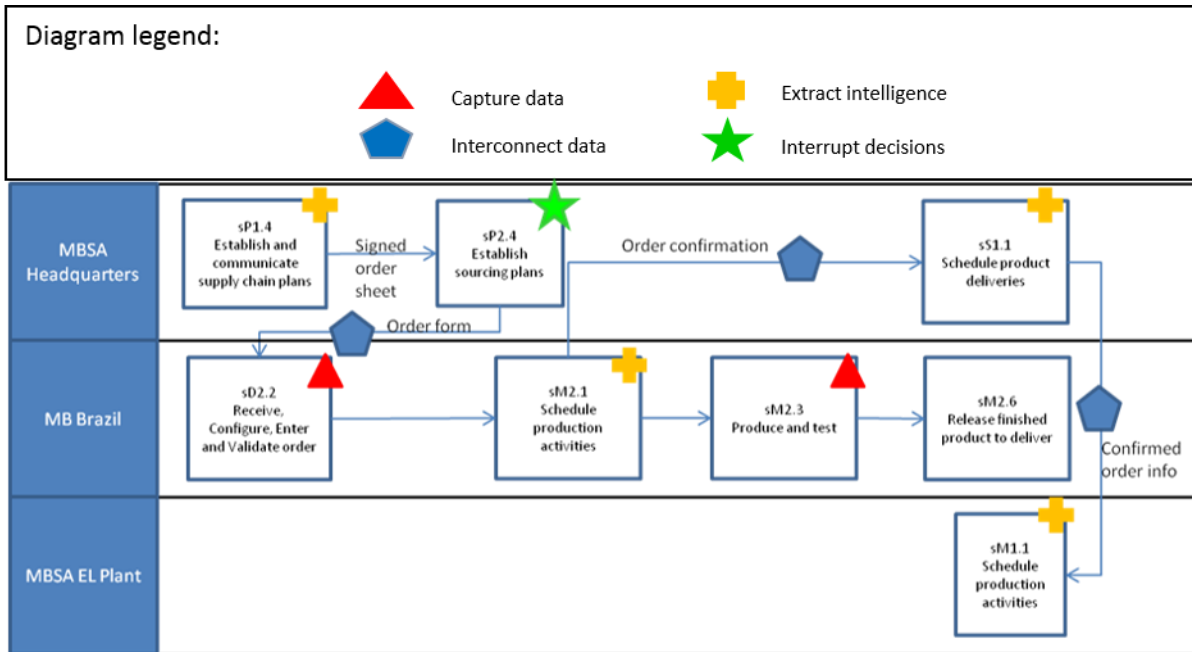 Diagram legend:
Capture data
Extract intelligence
Interconnect data
Interrupt decisions
MBSA
Headquarters
sP1.4
Establish and
communicate
supply chain plans
Signed
order
sheet
sP2.4
Establish
sourcing plans
Order confirmation
sS1.1
Schedule product
deliveries
Order form
MB Brazil
sD2.2
Receive,
Configure, Enter
and Validate order
sM2.1
Schedule
production
activities
sM2.3
Produce and test
sM2.6
Release finished
product to deliver
Confirmed
order info
MBSA EL Plant
sM1.1
Schedule
production
activities